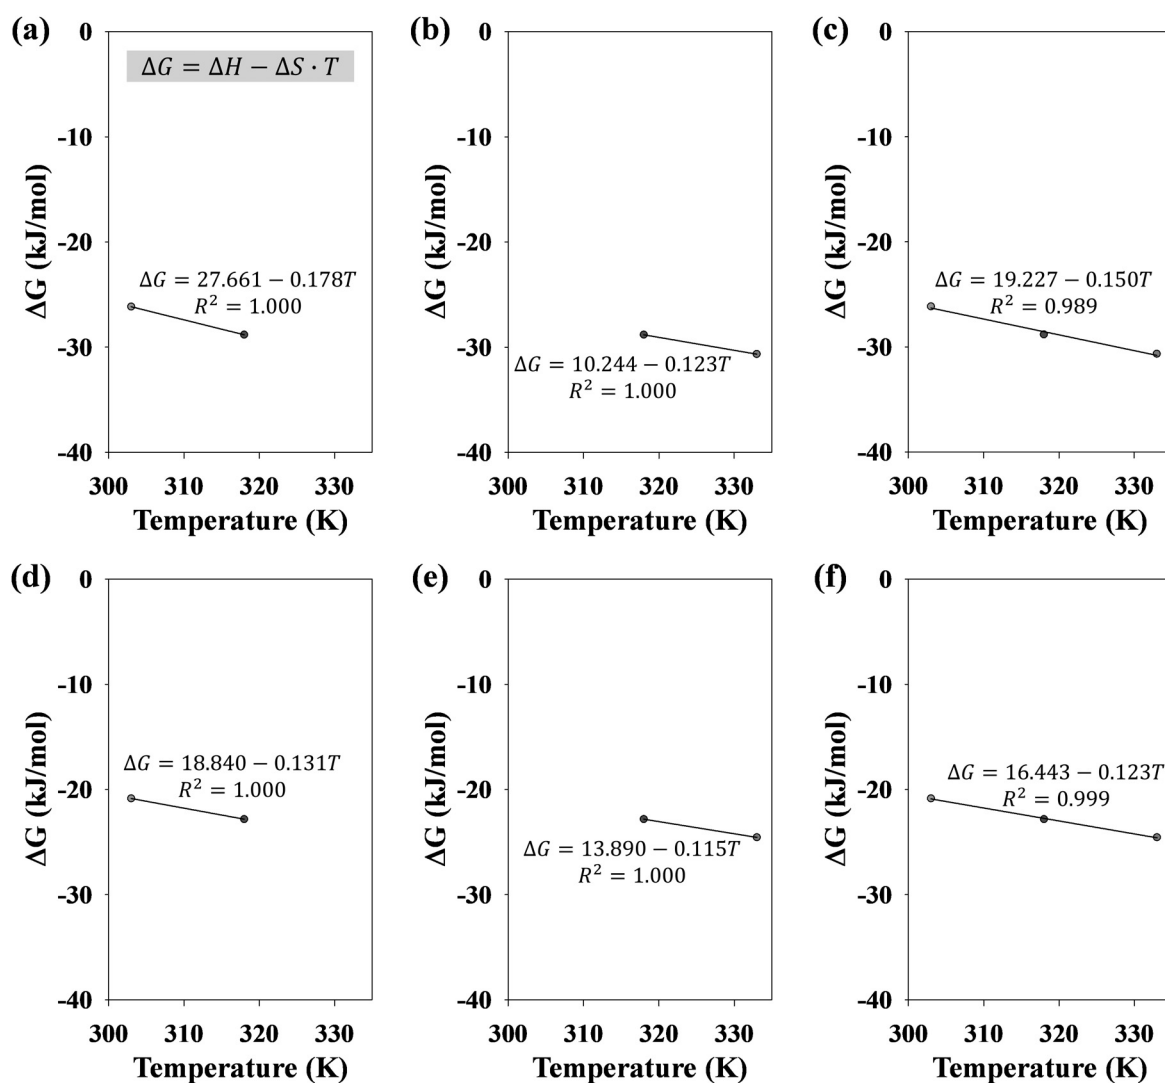 (a)
ΔG = ΔH − ΔS · T
0
-10
-20
-30
-40
ΔG (kJ/mol)
ΔG = 27.661 − 0.178T
R² = 1.000
300 310 320 330
Temperature (K)
(b)
0
-10
-20
-30
-40
ΔG (kJ/mol)
ΔG = 10.244 − 0.123T
R² = 1.000
300 310 320 330
Temperature (K)
(c)
0
-10
-20
-30
-40
ΔG (kJ/mol)
ΔG = 19.227 − 0.150T
R² = 0.989
300 310 320 330
Temperature (K)
(d)
0
-10
-20
-30
-40
ΔG (kJ/mol)
ΔG = 18.840 − 0.131T
R² = 1.000
300 310 320 330
Temperature (K)
(e)
0
-10
-20
-30
-40
ΔG (kJ/mol)
ΔG = 13.890 − 0.115T
R² = 1.000
300 310 320 330
Temperature (K)
(f)
0
-10
-20
-30
-40
ΔG (kJ/mol)
ΔG = 16.443 − 0.123T
R² = 0.999
300 310 320 330
Temperature (K)